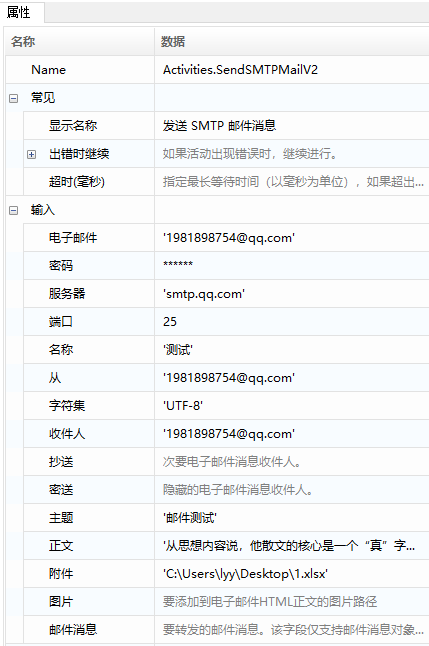 属性
名称 数据
Name Activities.SendSMTPMailV2
常见
显示名称 发送 SMTP 邮件消息
出错时继续 如果活动出现错误时，继续进行。
超时(毫秒) 指定最长等待时间（以毫秒为单位），如果超出...
输入
电子邮件 '1981898754@qq.com'
密码 ******
服务器 'smtp.qq.com'
端口 25
名称 '测试'
从 '1981898754@qq.com'
字符集 'UTF-8'
收件人 '1981898754@qq.com'
抄送 次要电子邮件消息收件人。
密送 隐藏的电子邮件消息收件人。
主题 '邮件测试'
正文 '从思想内容说，他散文的核心是一个“真”字...
附件 'C:\Users\lyy\Desktop\1.xlsx'
图片 要添加到电子邮件HTML正文的图片路径
邮件消息 要转发的邮件消息。该字段仅支持邮件消息对象...